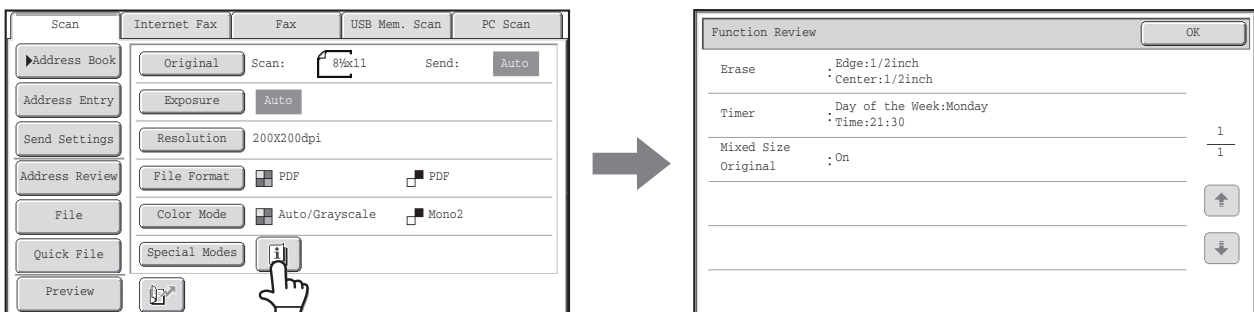 Scan Internet Fax Fax USB Mem. Scan PC Scan
Address Book Original Scan: 8½x11 Send: Auto
Address Entry Exposure Auto
Send Settings Resolution 200X200dpi
Address Review File Format PDF PDF
File Color Mode Auto/Grayscale Mono2
Quick File Special Modes i
Preview
Function Review OK
Erase :Edge:1/2inch
Center:1/2inch
Timer :Day of the Week:Monday
Time:21:30
Mixed Size
Original :On
1
1